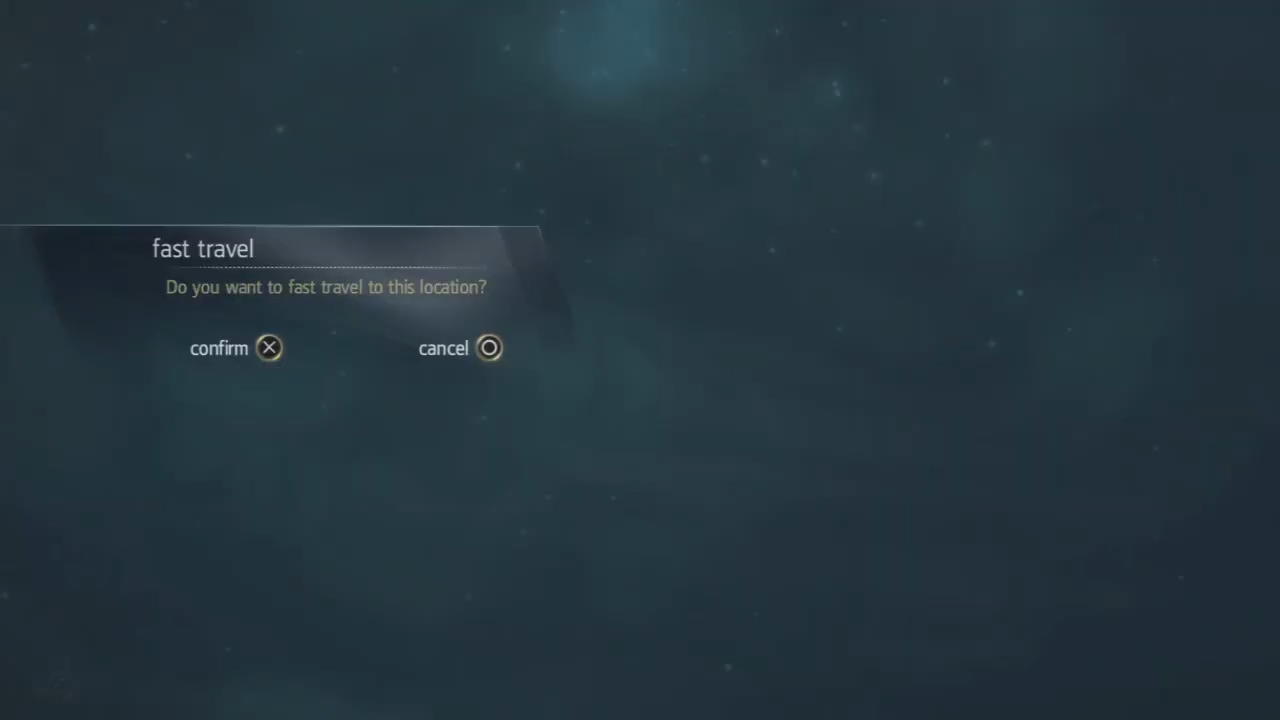 fast travel
Do you want to fast travel to this location?
confirm cancel